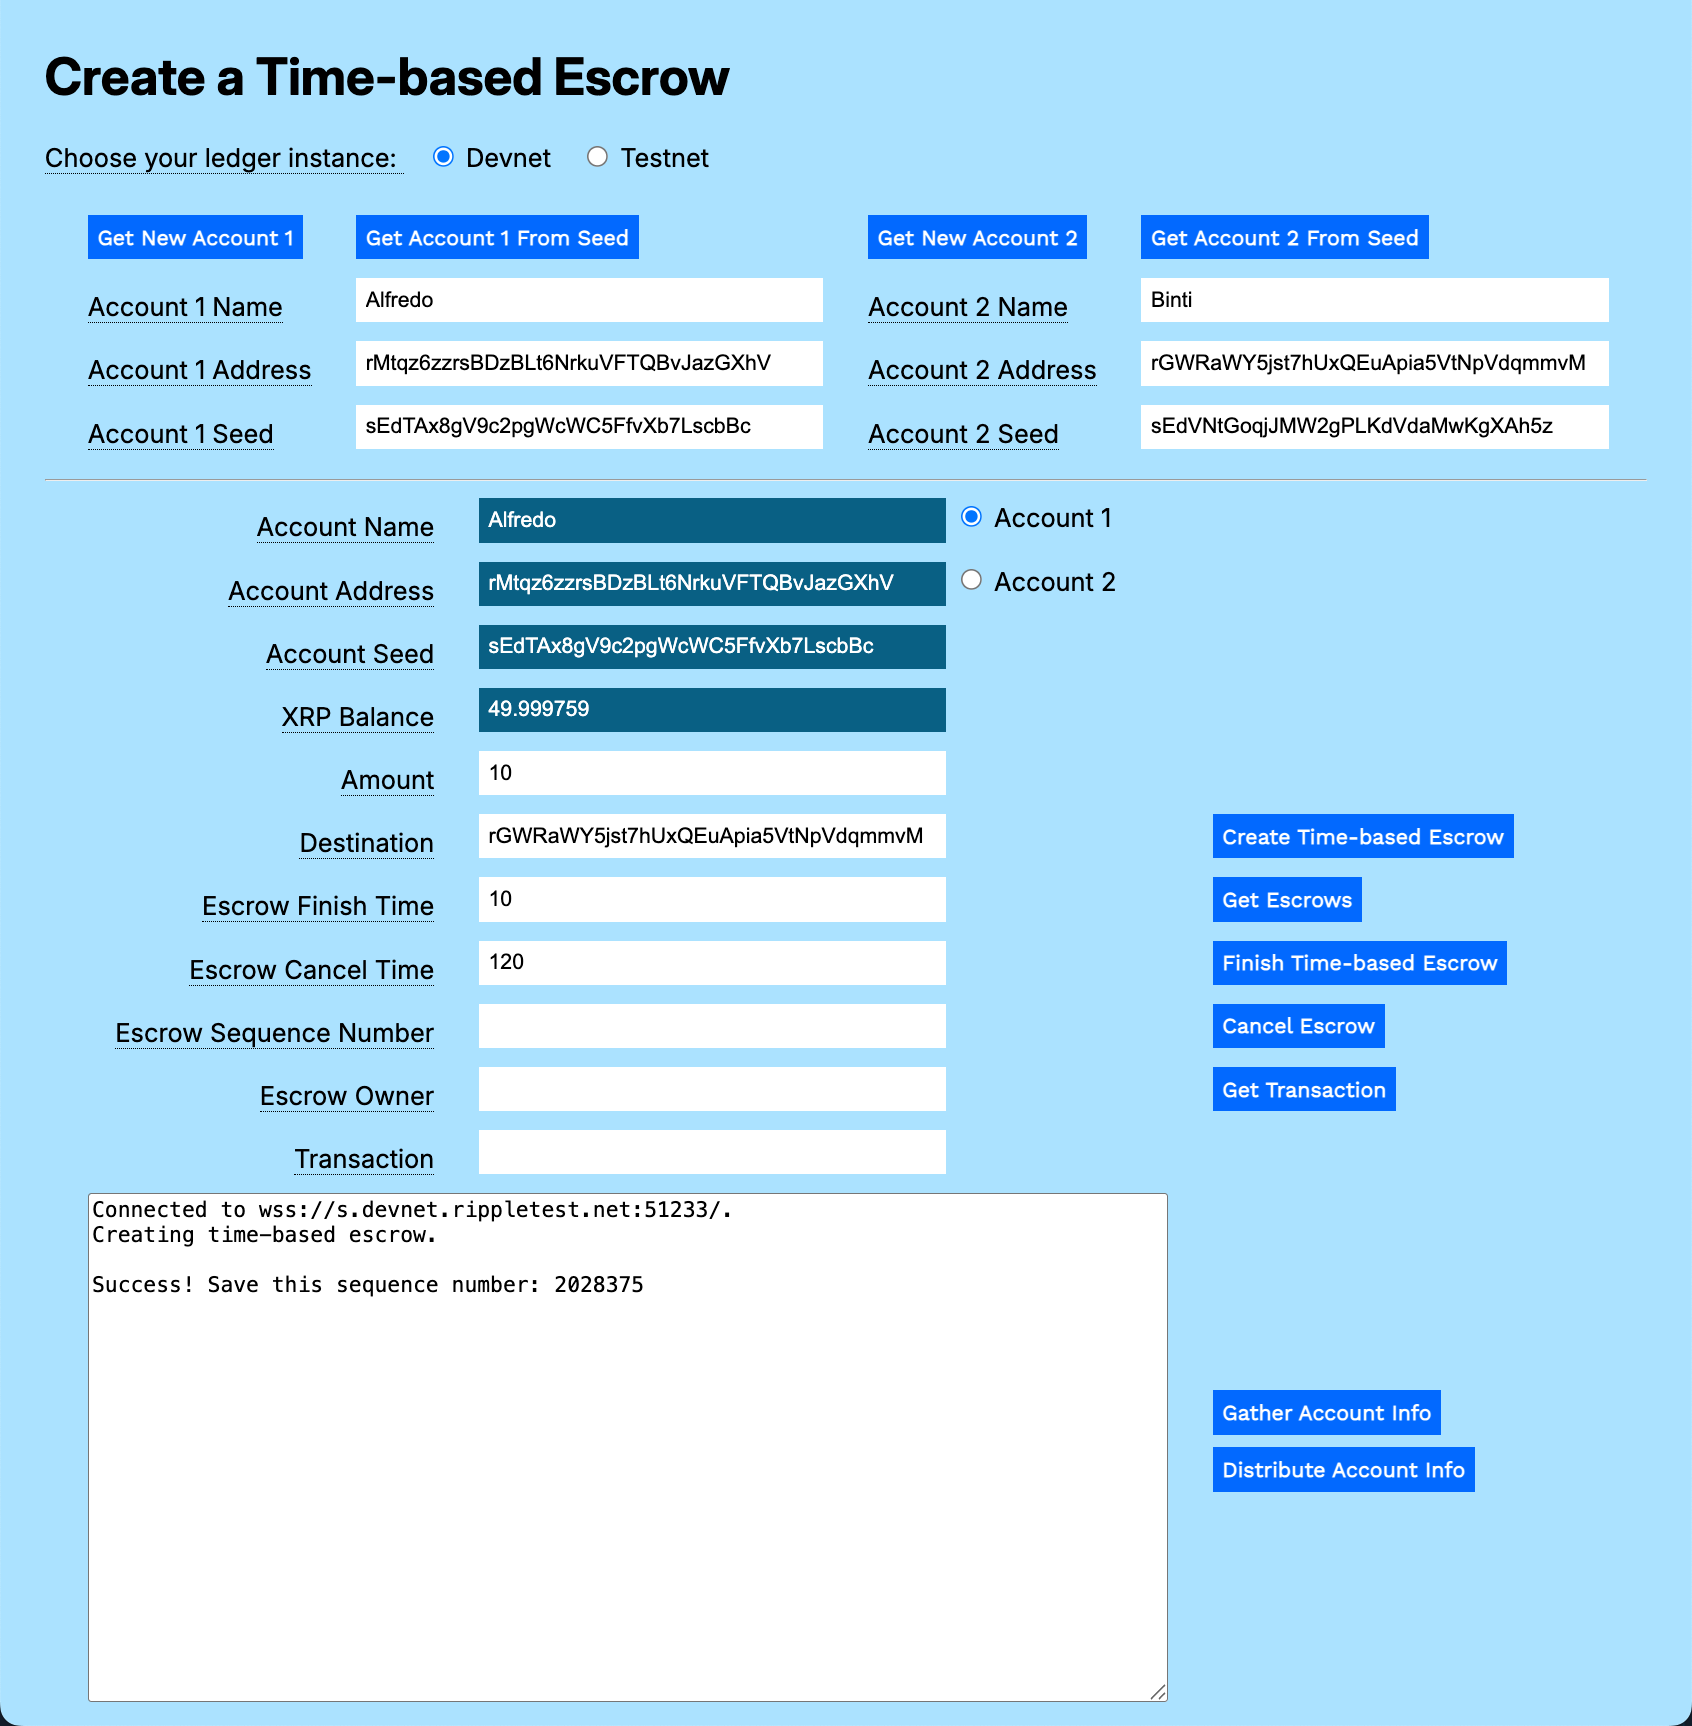 Create a Time-based Escrow
Choose your ledger instance: Devnet Testnet
Get New Account 1 Get Account 1 From Seed Get New Account 2 Get Account 2 From Seed
Account 1 Name Alfredo Account 2 Name Binti
Account 1 Address rMtqz6zzrsBDzBLt6NrkuVFTQBvJazGXhV Account 2 Address rGWRaWY5jst7hUxQEuApia5VtNpVdqmmvM
Account 1 Seed sEdTAx8gV9c2pgWcWC5FfvXb7LscbBc Account 2 Seed sEdVNtGoqjJMW2gPLKdVdaMwKgXAh5z
Account Name Alfredo Account 1
Account Address rMtqz6zzrsBDzBLt6NrkuVFTQBvJazGXhV Account 2
Account Seed sEdTAx8gV9c2pgWcWC5FfvXb7LscbBc
XRP Balance 49.999759
Amount 10
Destination rGWRaWY5jst7hUxQEuApia5VtNpVdqmmvM Create Time-based Escrow
Escrow Finish Time 10 Get Escrows
Escrow Cancel Time 120 Finish Time-based Escrow
Escrow Sequence Number Cancel Escrow
Escrow Owner Get Transaction
Transaction
Connected to wss://s.devnet.rippletest.net:51233/.
Creating time-based escrow.
Success! Save this sequence number: 2028375
Gather Account Info
Distribute Account Info